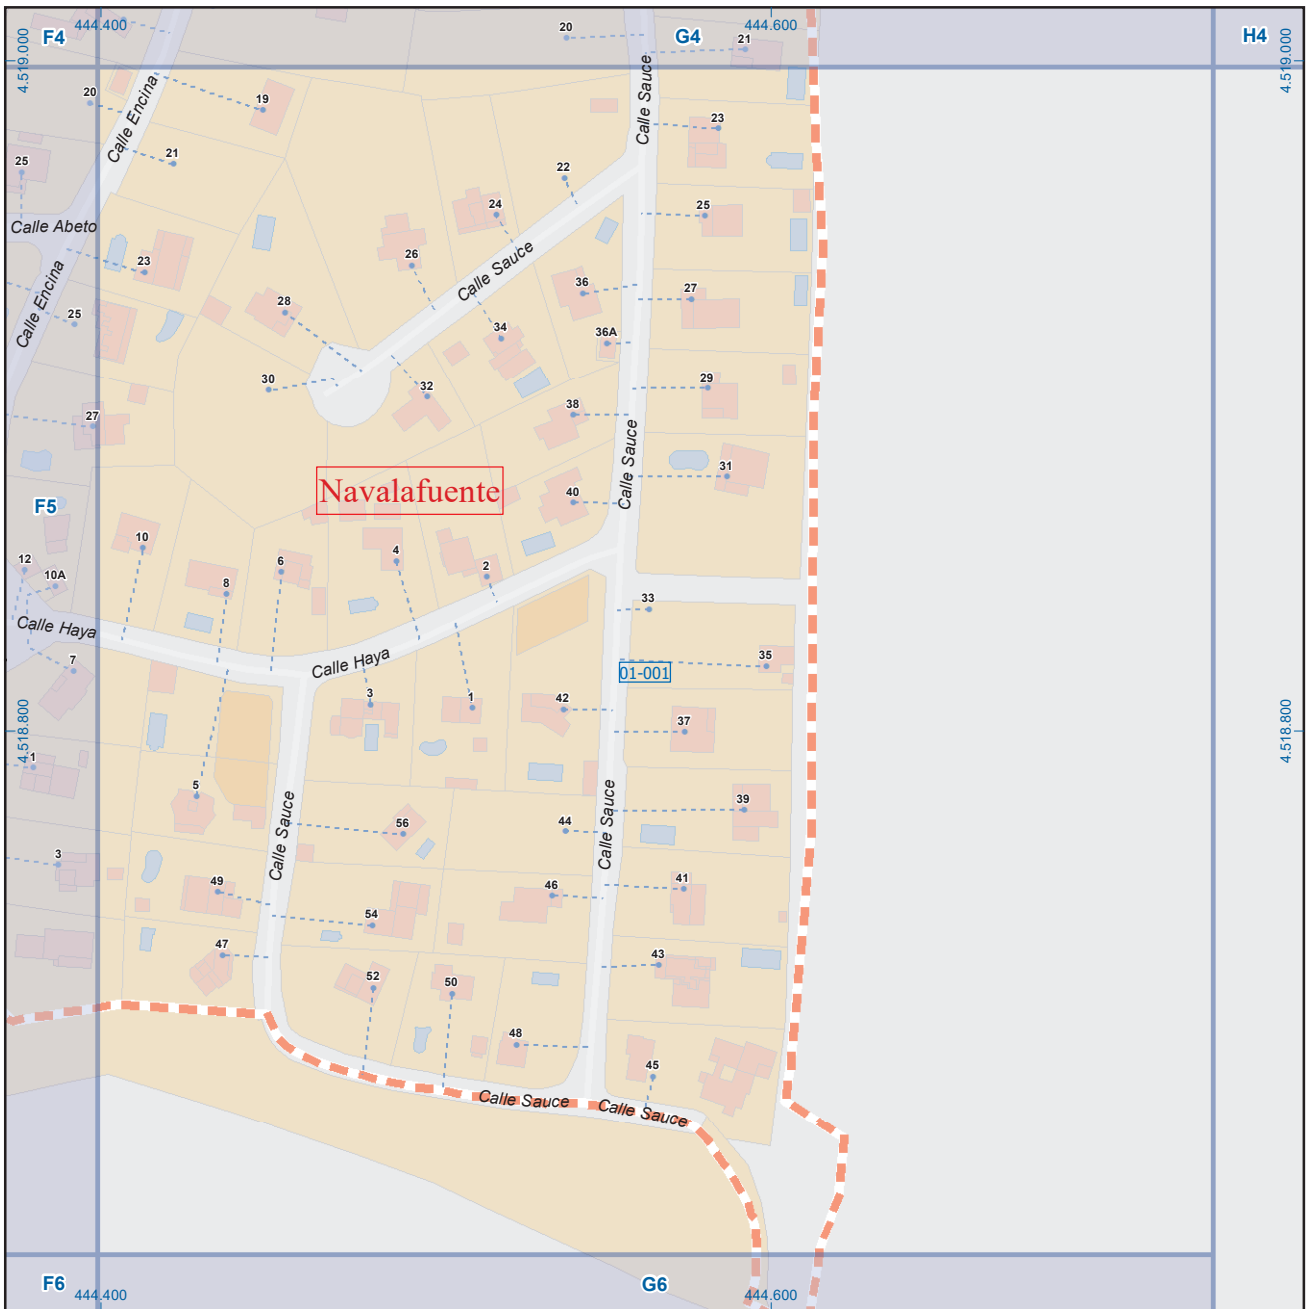 F4
444.400
20
G4
444.600
21
H4
4.519.000
4.519.000
20
Calle Encina
19
Calle Sauce
23
21
25
22
Calle Abeto
24
25
26
23
Calle Encina
Calle Sauce
36
27
28
25
34
36A
30
32
29
27
38
Calle Sauce
31
Navalafuente
40
F5
10
4
12
10A
8
6
2
33
Calle Haya
Calle Haya
7
35
01-001
3
1
42
37
4.518.800
4.518.800
1
5
Calle Sauce
56
44
Calle Sauce
39
3
49
46
41
54
47
43
52
50
48
45
Calle Sauce
Calle Sauce
F6
444.400
G6
444.600